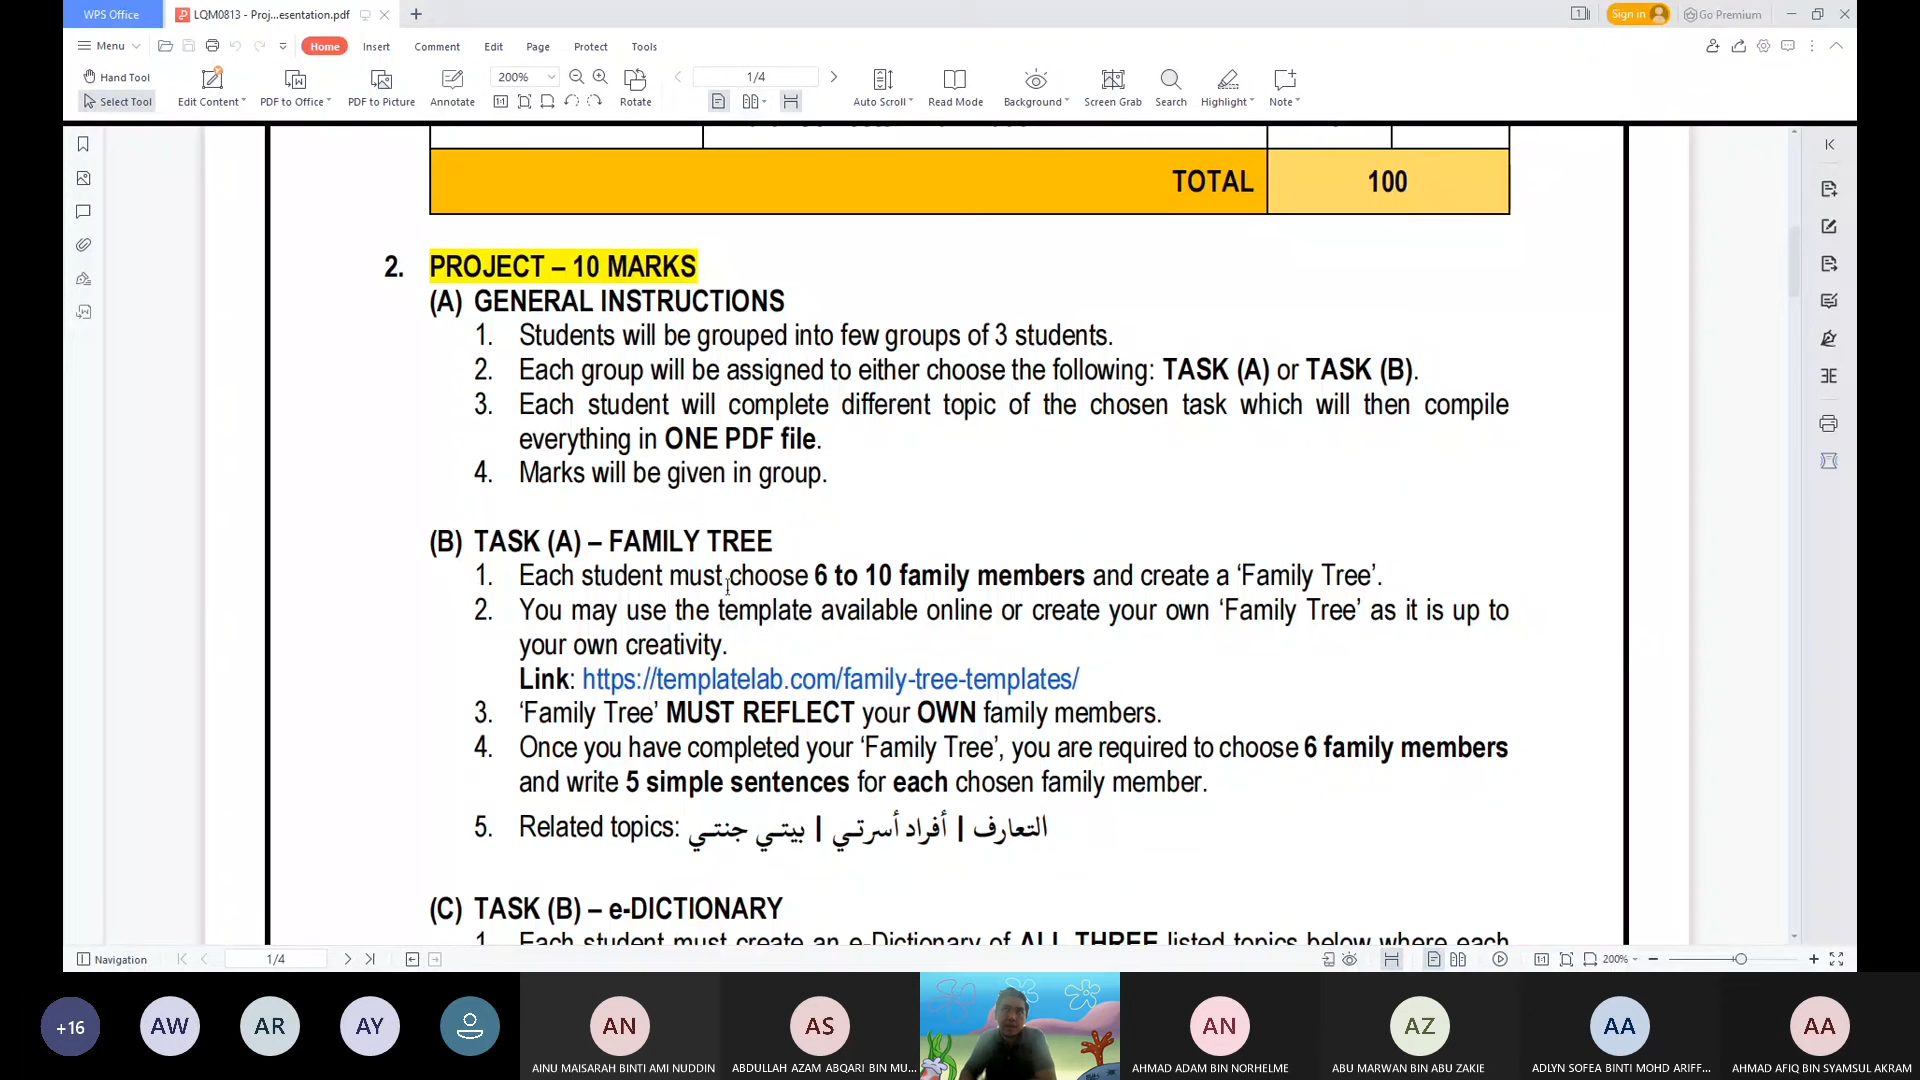 WPS Office
LQM0813 - Proj...esentation.pdf
1
Sign in
Go Premium
Menu
Home
Insert
Comment
Edit
Page
Protect
Tools
Hand Tool
Select Tool
Edit Content
PDF to Office
PDF to Picture
Annotate
200%
Rotate
1/4
Auto Scroll
Read Mode
Background
Screen Grab
Search
Highlight
Note
TOTAL 100
2. PROJECT – 10 MARKS
(A) GENERAL INSTRUCTIONS
1. Students will be grouped into few groups of 3 students.
2. Each group will be assigned to either choose the following: TASK (A) or TASK (B).
3. Each student will complete different topic of the chosen task which will then compile
everything in ONE PDF file.
4. Marks will be given in group.
(B) TASK (A) – FAMILY TREE
1. Each student must choose 6 to 10 family members and create a ‘Family Tree’.
2. You may use the template available online or create your own ‘Family Tree’ as it is up to
your own creativity.
Link: https://templatelab.com/family-tree-templates/
3. ‘Family Tree’ MUST REFLECT your OWN family members.
4. Once you have completed your ‘Family Tree’, you are required to choose 6 family members
and write 5 simple sentences for each chosen family member.
5. Related topics: التعارف | أفراد أسرتـي | بيتـي جنتـي
(C) TASK (B) – e-DICTIONARY
1. Each student must create an e-Dictionary of ALL THREE listed topics below where each
Navigation
1/4
200%
+16
AW
AR
AY
AN
AINU MAISARAH BINTI AMI NUDDIN
AS
ABDULLAH AZAM ABQARI BIN MU...
AN
AHMAD ADAM BIN NORHELME
AZ
ABU MARWAN BIN ABU ZAKIE
AA
ADLYN SOFEA BINTI MOHD ARIFF...
AA
AHMAD AFIQ BIN SYAMSUL AKRAM